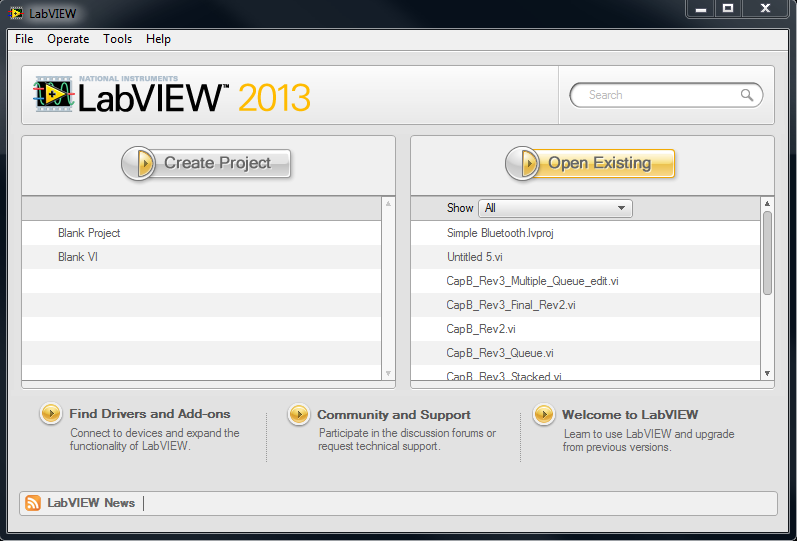 LabVIEW
File Operate Tools Help
NATIONAL INSTRUMENTS
LabVIEW™ 2013
Search
Create Project
Blank Project
Blank VI
Open Existing
Show All
Simple Bluetooth.lvproj
Untitled 5.vi
CapB_Rev3_Multiple_Queue_edit.vi
CapB_Rev3_Final_Rev2.vi
CapB_Rev2.vi
CapB_Rev3_Queue.vi
CapB_Rev3_Stacked.vi
Find Drivers and Add-ons
Connect to devices and expand the
functionality of LabVIEW.
Community and Support
Participate in the discussion forums or
request technical support.
Welcome to LabVIEW
Learn to use LabVIEW and upgrade
from previous versions.
LabVIEW News